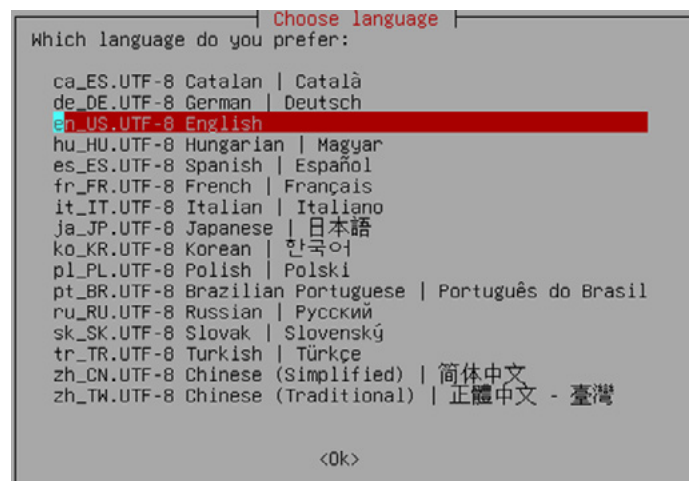 Choose language
Which language do you prefer:
ca_ES.UTF-8 Catalan | Català
de_DE.UTF-8 German | Deutsch
en_US.UTF-8 English
hu_HU.UTF-8 Hungarian | Magyar
es_ES.UTF-8 Spanish | Español
fr_FR.UTF-8 French | Français
it_IT.UTF-8 Italian | Italiano
ja_JP.UTF-8 Japanese | 日本語
ko_KR.UTF-8 Korean | 한국어
pl_PL.UTF-8 Polish | Polski
pt_BR.UTF-8 Brazilian Portuguese | Português do Brasil
ru_RU.UTF-8 Russian | Русский
sk_SK.UTF-8 Slovak | Slovenský
tr_TR.UTF-8 Turkish | Türkçe
zh_CN.UTF-8 Chinese (Simplified) | 简体中文
zh_TW.UTF-8 Chinese (Traditional) | 正體中文 - 臺灣
<Ok>